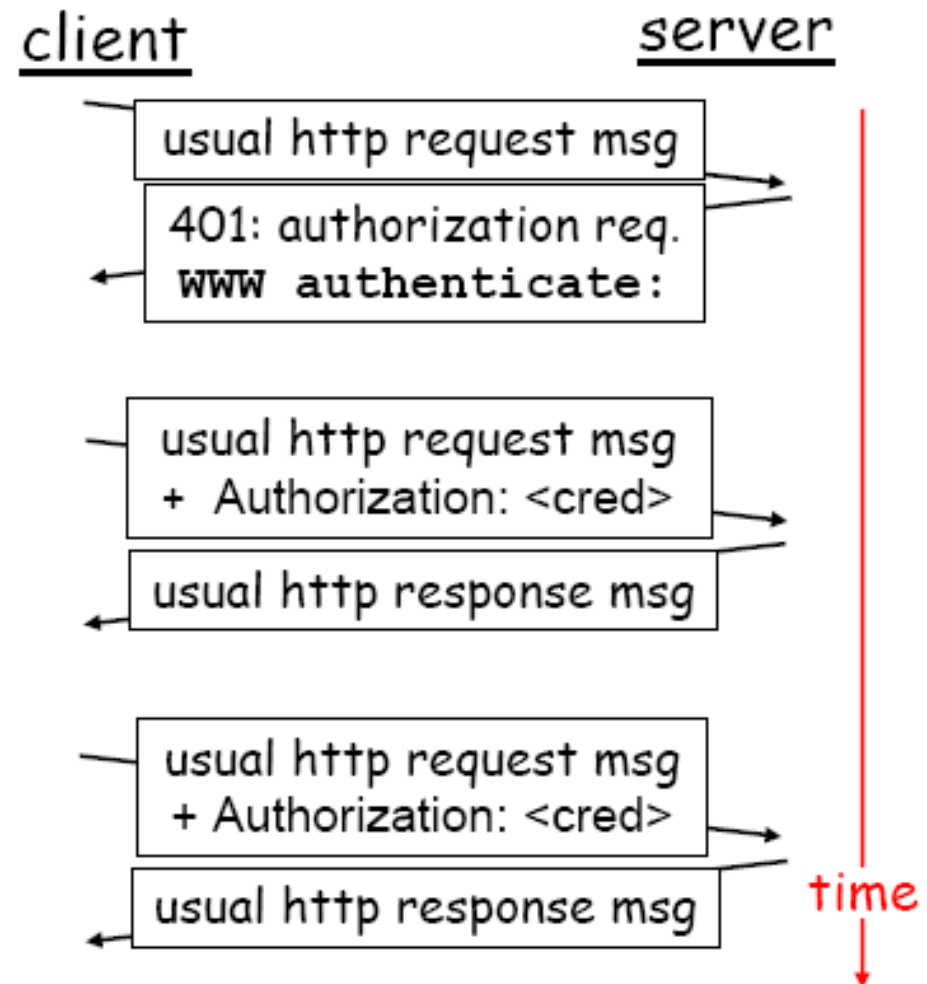 client
server
usual http request msg
401: authorization req.
WWW authenticate:
usual http request msg
+ Authorization: <cred>
usual http response msg
usual http request msg
+ Authorization: <cred>
usual http response msg
time